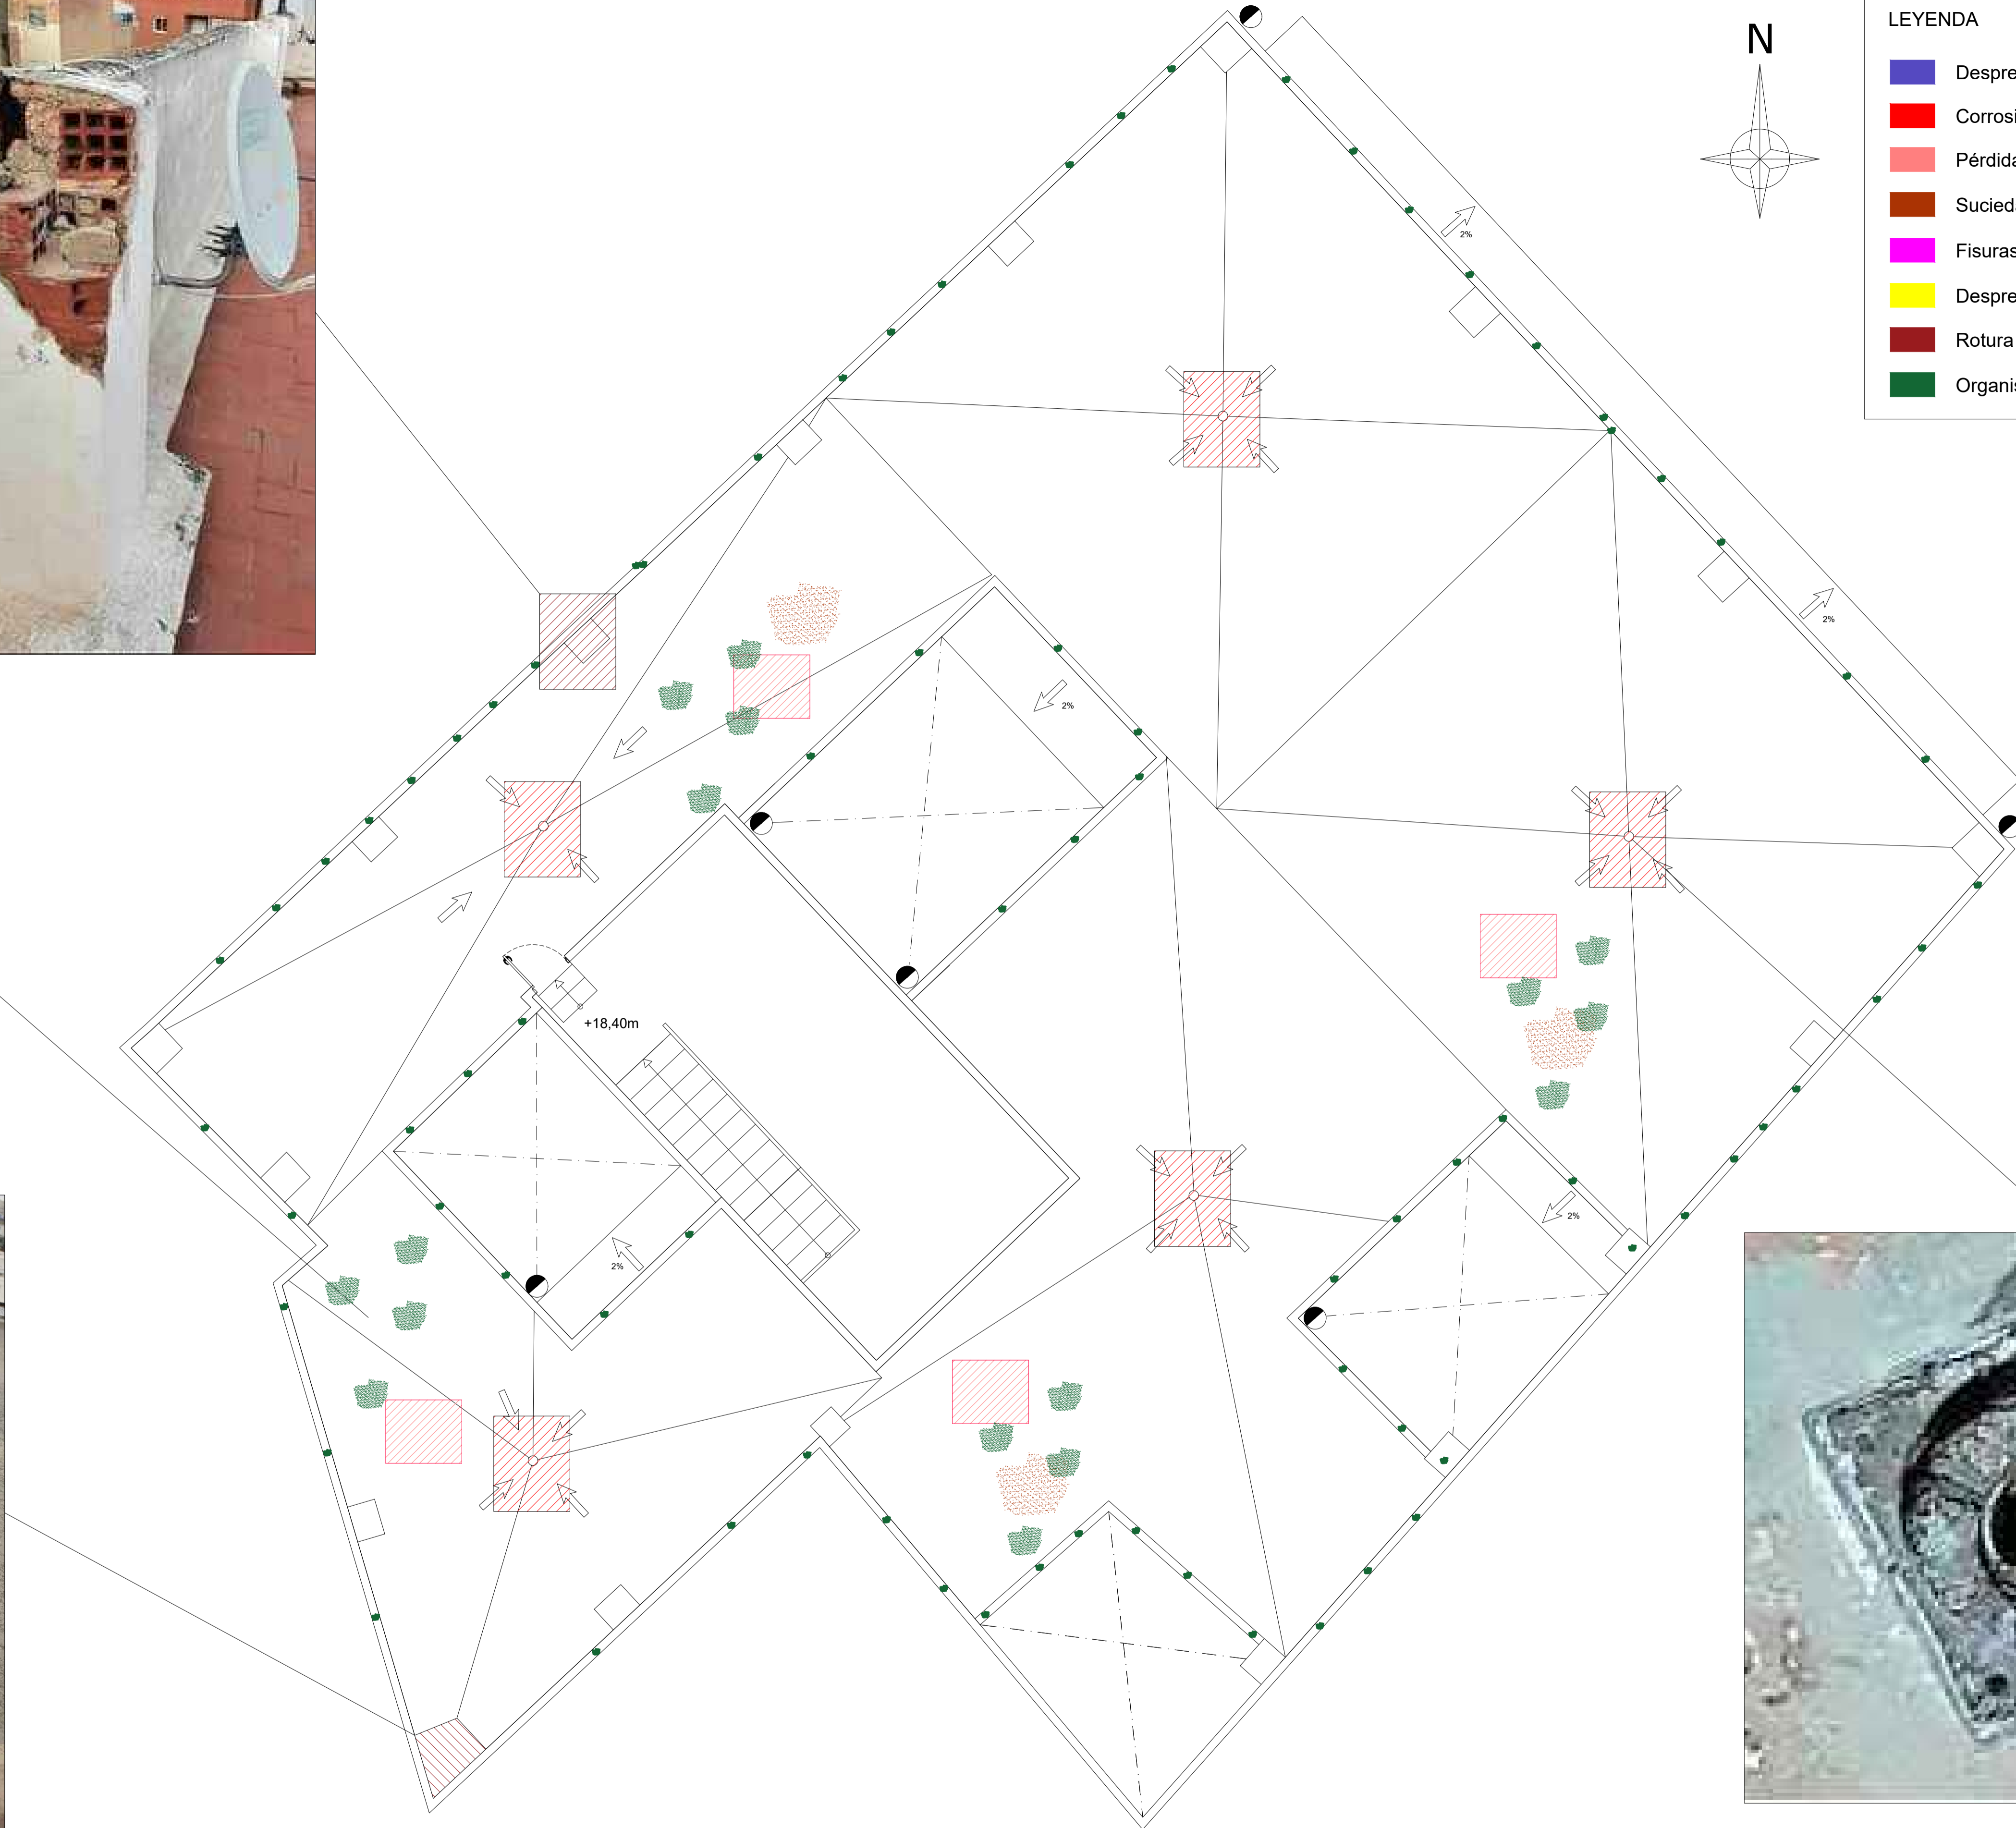 LEYENDA
N
Despre
Corrosi
Pérdida
Sucied
Fisuras
Despre
Rotura
Organis
2%
2%
2%
+18,40m
2%
2%